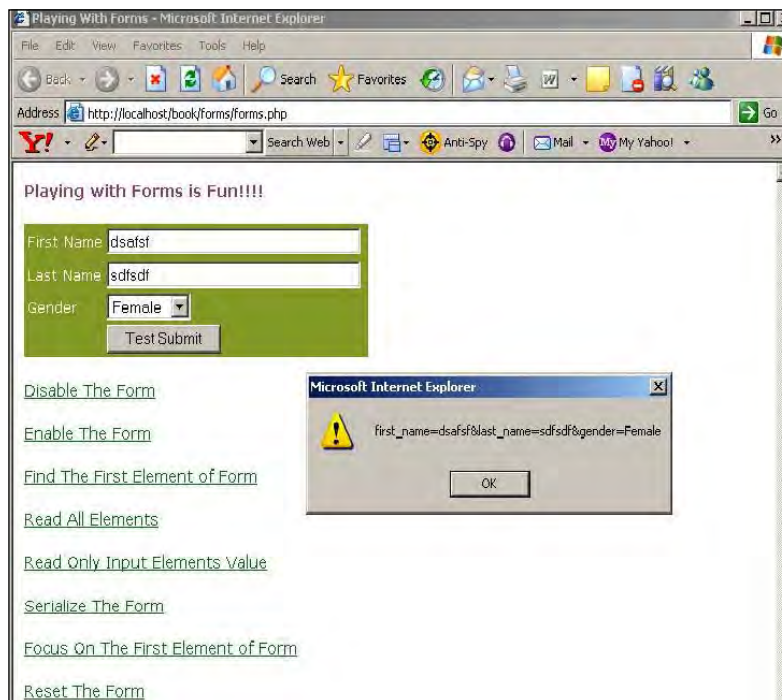 Playing With Forms - Microsoft Internet Explorer
File Edit View Favorites Tools Help
Back Search Favorites W
Address http://localhost/book/forms/forms.php Go
Y! Search Web Anti-Spy Mail My My Yahoo! »
Playing with Forms is Fun!!!!
First Name dsafsf
Last Name sdfsdf
Gender Female
Test Submit
Disable The Form
Microsoft Internet Explorer
first_name=dsafsf&last_name=sdfsdf&gender=Female
OK
Enable The Form
Find The First Element of Form
Read All Elements
Read Only Input Elements Value
Serialize The Form
Focus On The First Element of Form
Reset The Form